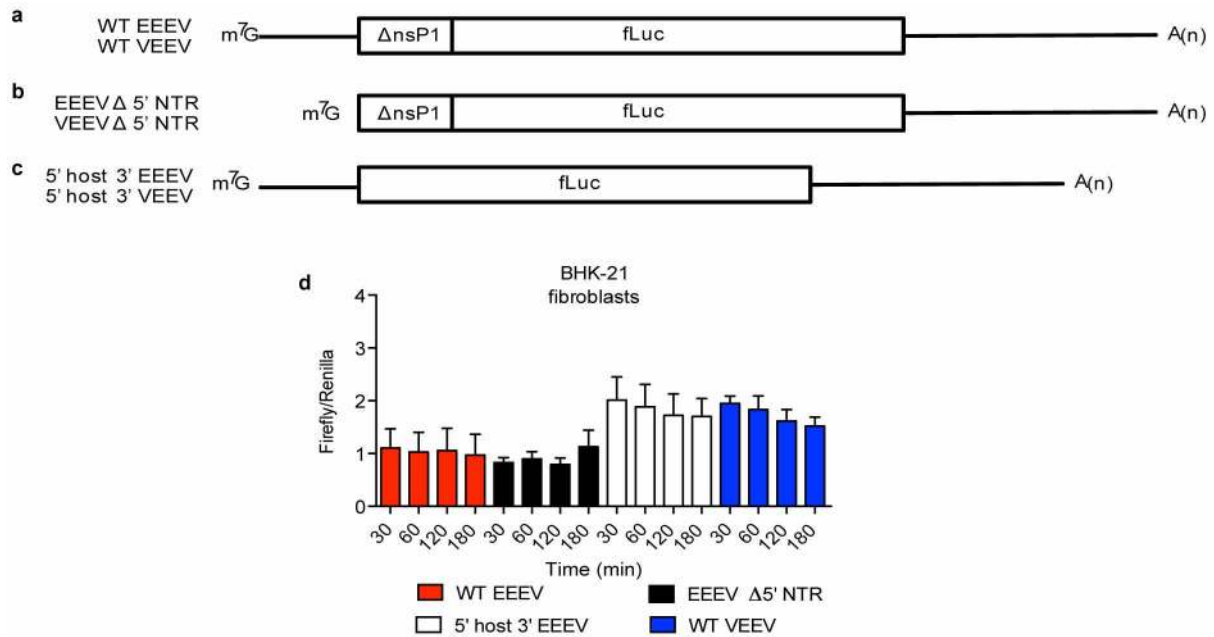 a
WT EEEV
WT VEEV
m7G
ΔnsP1
fLuc
A(n)
b
EEEV Δ 5' NTR
VEEV Δ 5' NTR
m7G
ΔnsP1
fLuc
A(n)
c
5' host 3' EEEV
5' host 3' VEEV
m7G
fLuc
A(n)
d
BHK-21
fibroblasts
Firefly/Renilla
4
3
2
1
0
30 60 120 180 30 60 120 180 30 60 120 180 30 60 120 180
Time (min)
WT EEEV
EEEV Δ5' NTR
5' host 3' EEEV
WT VEEV